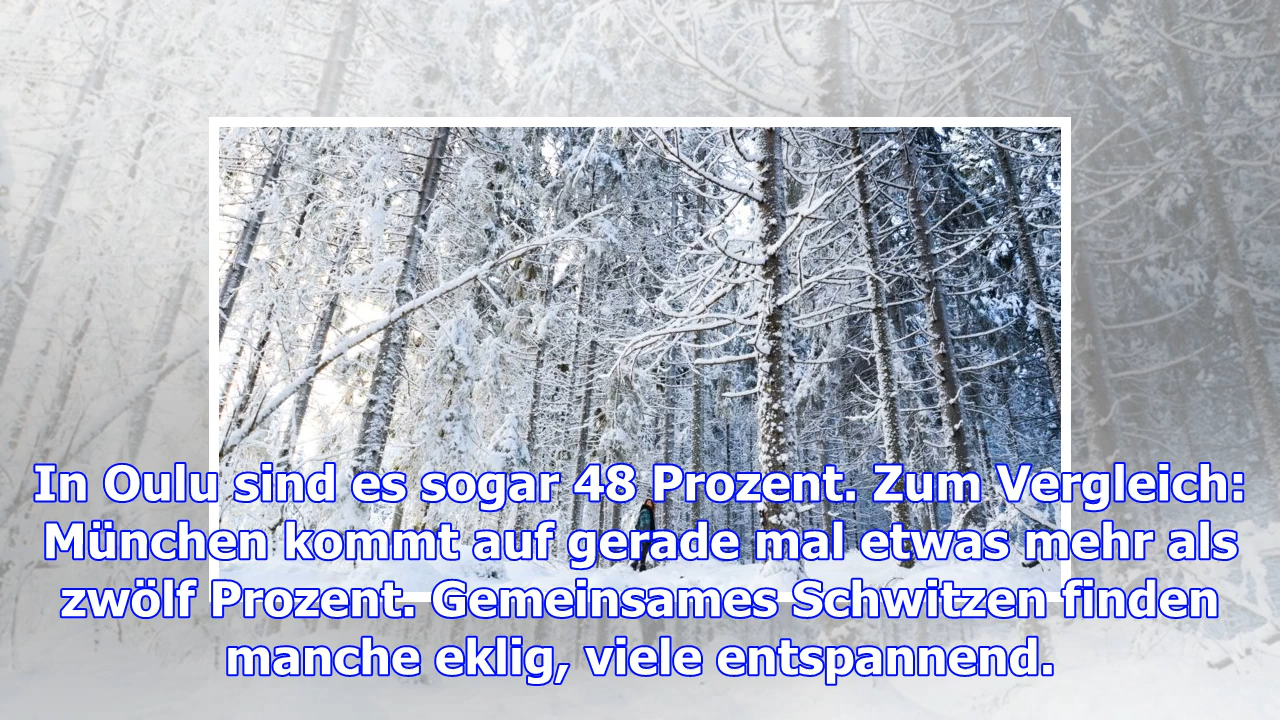 In Oulu sind es sogar 48 Prozent. Zum Vergleich:
München kommt auf gerade mal etwas mehr als
zwölf Prozent. Gemeinsames Schwitzen finden
manche eklig, viele entspannend.